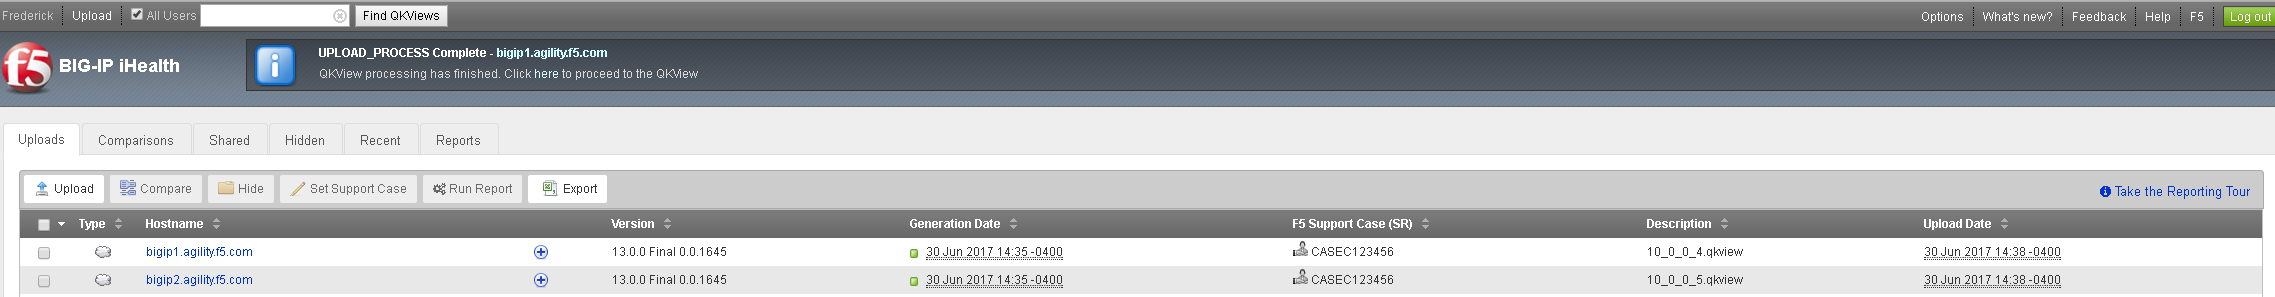 Frederick Upload All Users Find QKViews Options What's new? Feedback Help F5 Log out
f5 BIG-IP iHealth
UPLOAD_PROCESS Complete - bigip1.agility.f5.com
QKView processing has finished. Click here to proceed to the QKView
Uploads Comparisons Shared Hidden Recent Reports
Upload Compare Hide Set Support Case Run Report Export Take the Reporting Tour
Type Hostname Version Generation Date F5 Support Case (SR) Description Upload Date
bigip1.agility.f5.com 13.0.0 Final 0.0.1645 30 Jun 2017 14:35 -0400 CASEC123456 10_0_0_4.qkview 30 Jun 2017 14:38 -0400
bigip2.agility.f5.com 13.0.0 Final 0.0.1645 30 Jun 2017 14:35 -0400 CASEC123456 10_0_0_5.qkview 30 Jun 2017 14:38 -0400